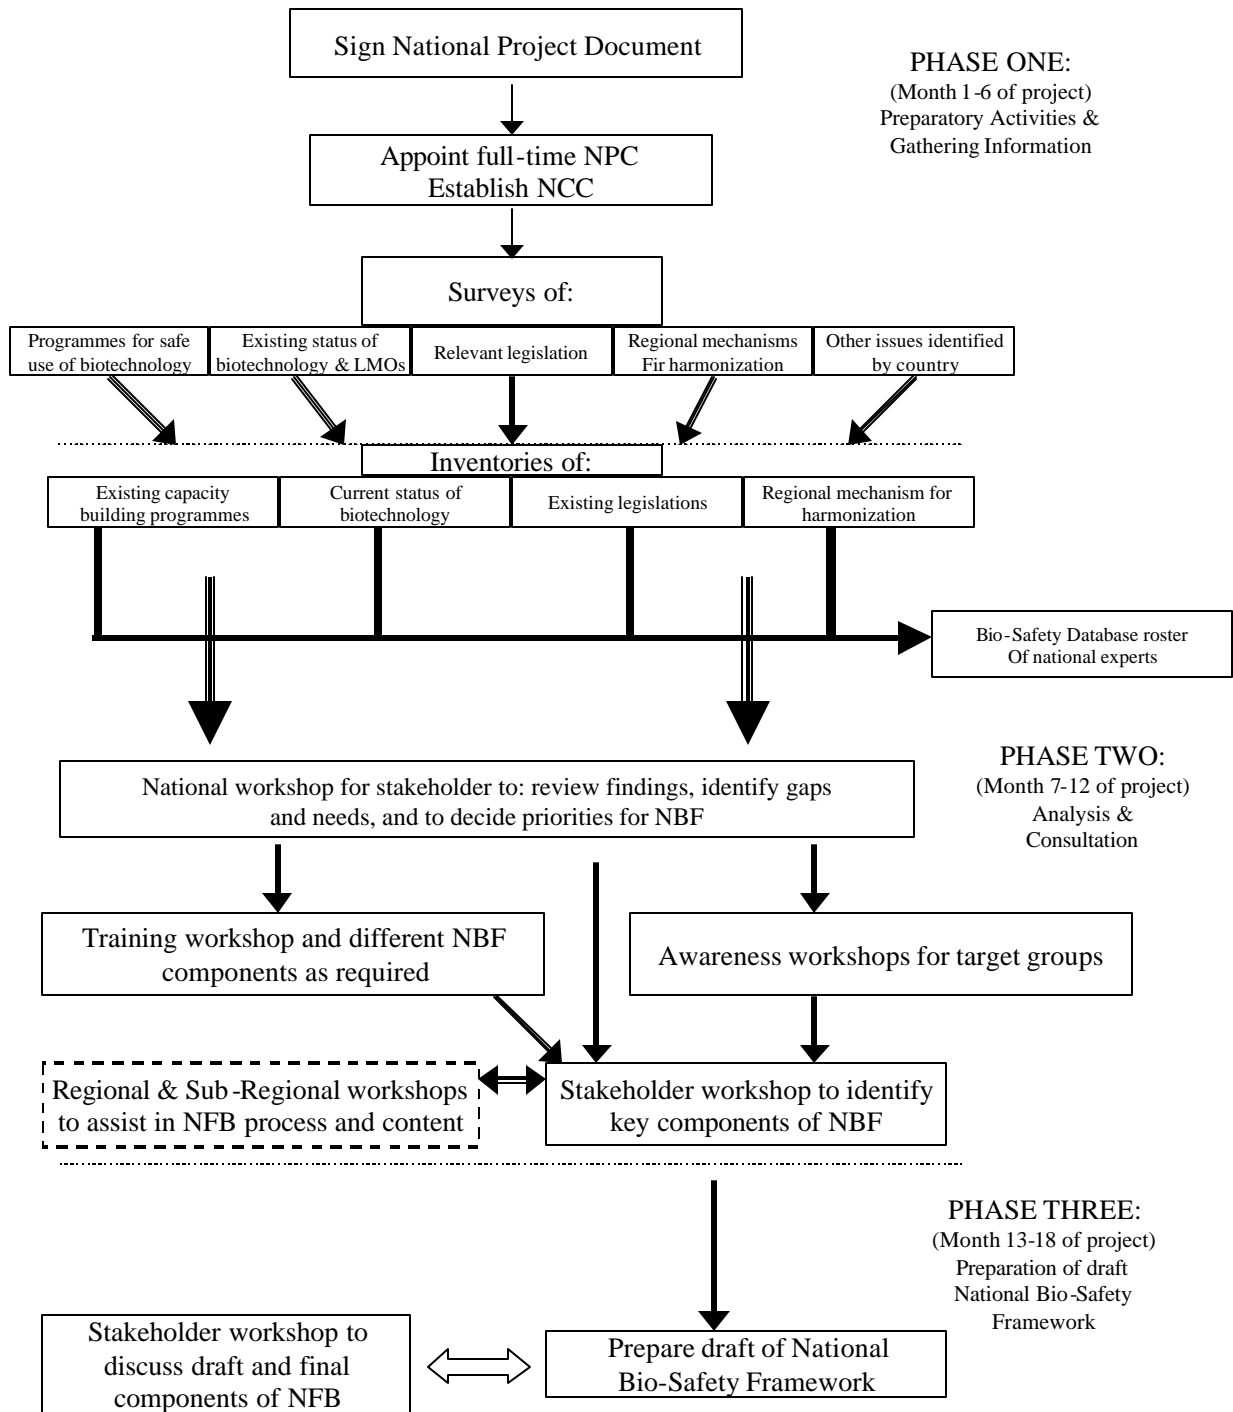 Sign National Project Document
PHASE ONE:
(Month 1-6 of project)
Preparatory Activities &
Gathering Information
Appoint full-time NPC
Establish NCC
Surveys of:
Programmes for safe
use of biotechnology
Existing status of
biotechnology & LMOs
Relevant legislation
Regional mechanisms
Fir harmonization
Other issues identified
by country
Inventories of:
Existing capacity
building programmes
Current status of
biotechnology
Existing legislations
Regional mechanism for
harmonization
Bio-Safety Database roster
Of national experts
PHASE TWO:
(Month 7-12 of project)
Analysis &
Consultation
National workshop for stakeholder to: review findings, identify gaps
and needs, and to decide priorities for NBF
Training workshop and different NBF
components as required
Awareness workshops for target groups
Regional & Sub-Regional workshops
to assist in NFB process and content
Stakeholder workshop to identify
key components of NBF
PHASE THREE:
(Month 13-18 of project)
Preparation of draft
National Bio-Safety
Framework
Stakeholder workshop to
discuss draft and final
components of NFB
Prepare draft of National
Bio-Safety Framework